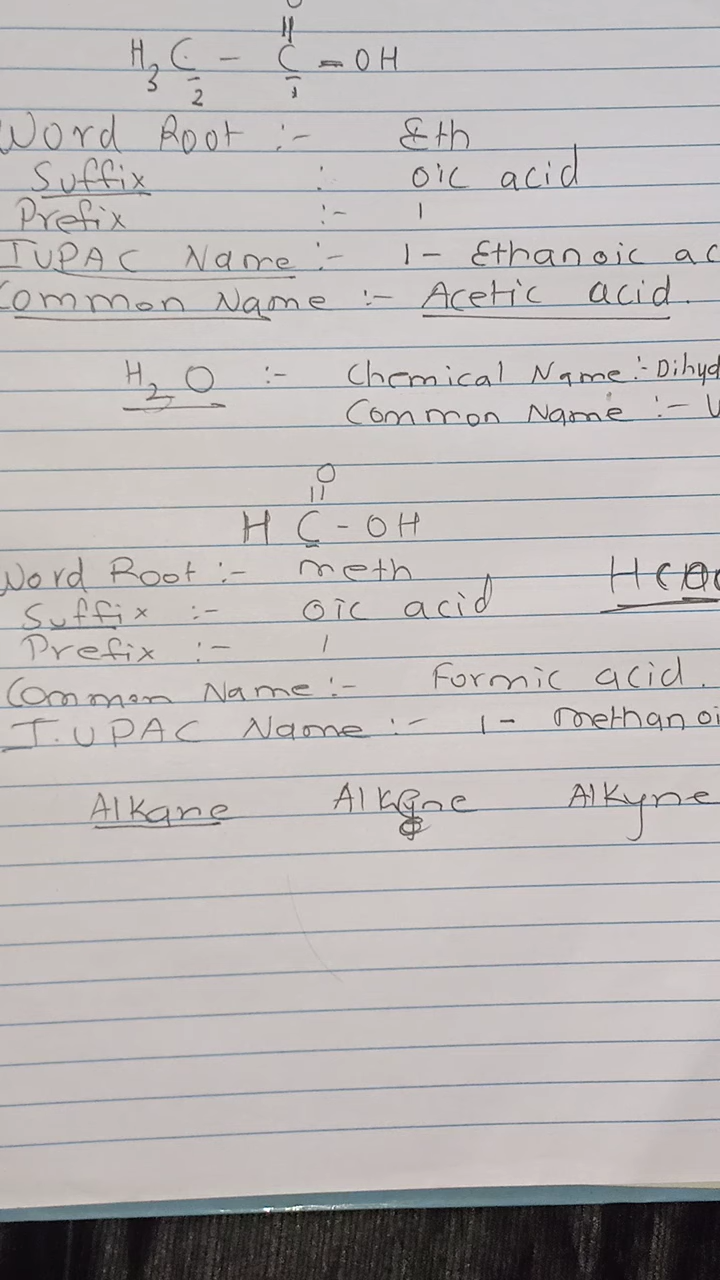 O
||
H3C - C - OH
2 1
Word Root :- Eth
Suffix : oic acid
Prefix :- 1
IUPAC Name :- 1- Ethanoic ac
Common Name :- Acetic acid.
H2O :- Chemical Name :- Dihyd
Common Name :-
O
||
H C - OH
Word Root :- meth
Suffix :- oic acid
Prefix :- 1
Common Name :- Formic acid.
I.UPAC Name :- 1- methanoi
Alkane Alkene Alkyne